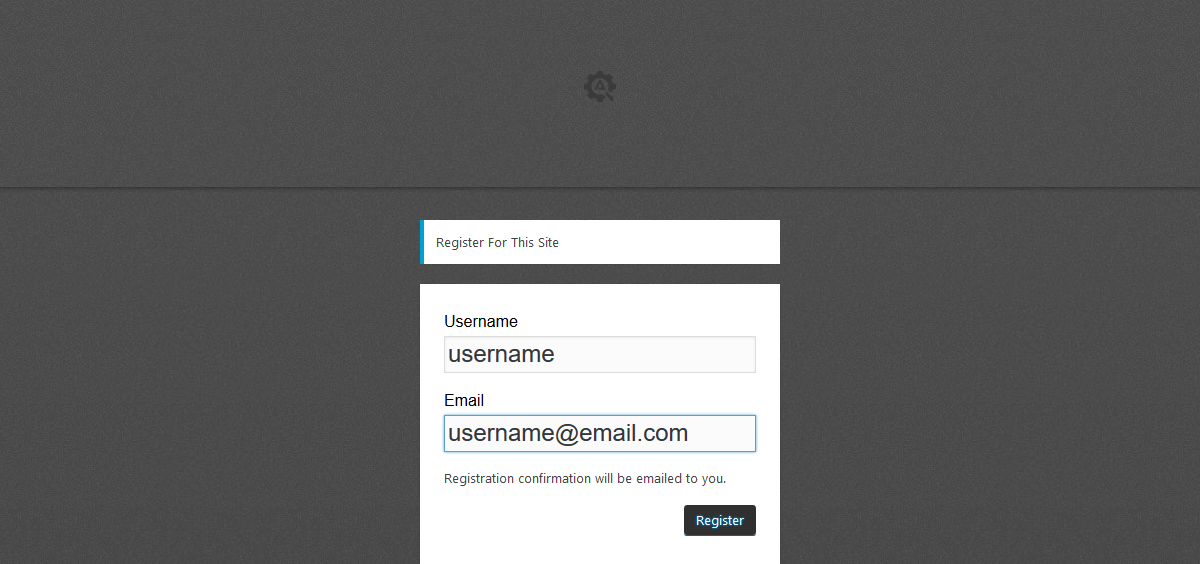 Register For This Site
Username
username
Email
username@email.com
Registration confirmation will be emailed to you.
Register